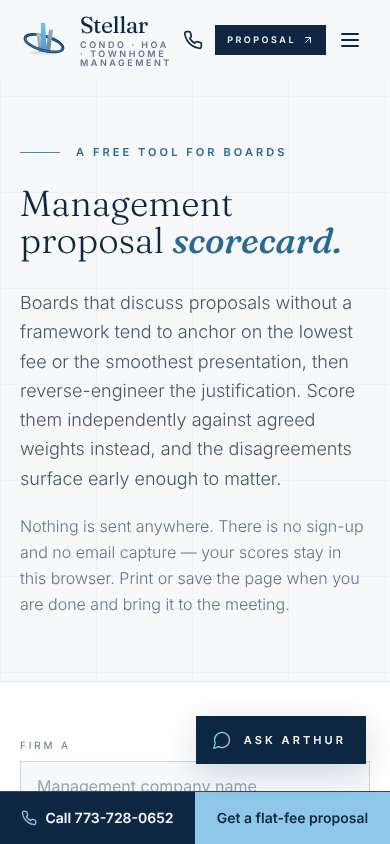 Stellar
CONDO · HOA
· TOWNHOME
MANAGEMENT
PROPOSAL
A FREE TOOL FOR BOARDS
Management
proposal scorecard.
Boards that discuss proposals without a
framework tend to anchor on the lowest
fee or the smoothest presentation, then
reverse-engineer the justification. Score
them independently against agreed
weights instead, and the disagreements
surface early enough to matter.
Nothing is sent anywhere. There is no sign-up
and no email capture — your scores stay in
this browser. Print or save the page when you
are done and bring it to the meeting.
FIRM A
ASK ARTHUR
Management company name
Call 773-728-0652
Get a flat-fee proposal